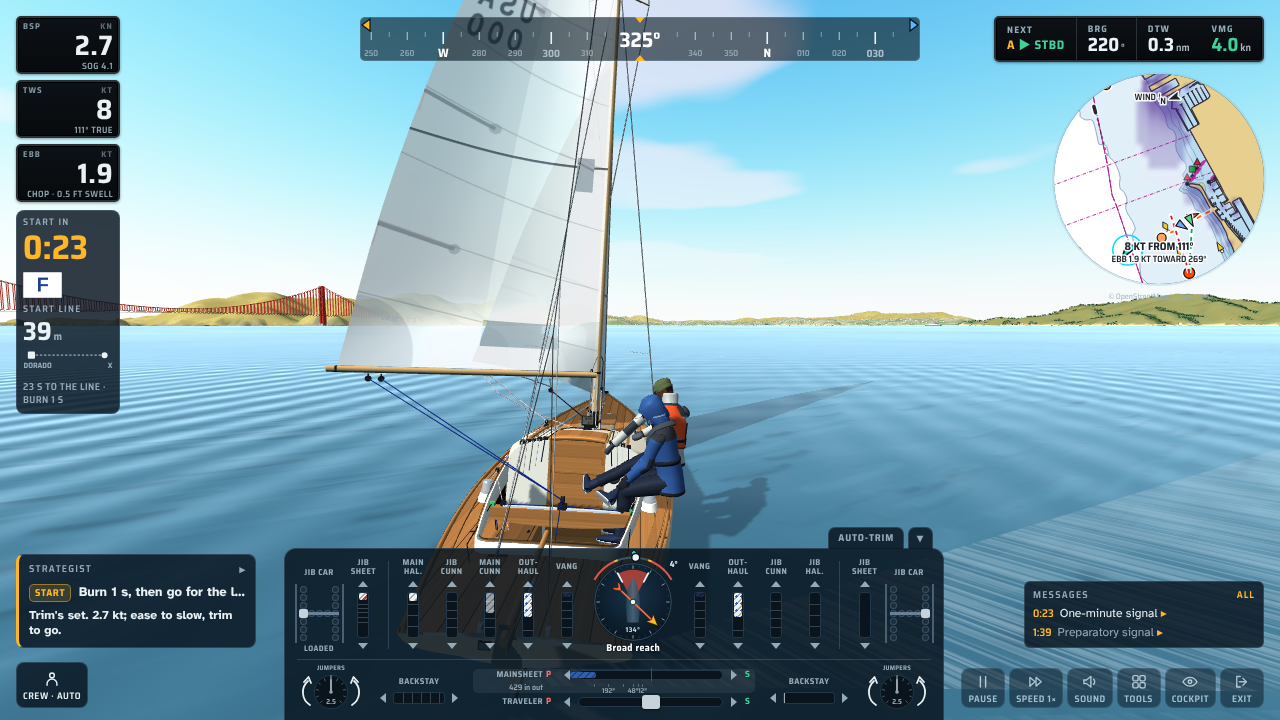 BSP KN
2.7
SOG 4.1
TWS KT
8
111° TRUE
EBB KT
1.9
CHOP · 0.5 FT SWELL
START IN
0:23
F
START LINE
39 m
DORADO X
23 S TO THE LINE ·
BURN 1 S
USA
000
325°
250 260 W 280 290 300 310 340 350 N 010 020 030
NEXT BRG DTW VMG
A ▶ STBD 220° 0.3 nm 4.0 kn
WIND N
8 KT FROM 111°
EBB 1.9 KT TOWARD 269°
STRATEGIST
START Burn 1 s, then go for the l...
Trim's set. 2.7 kt; ease to slow, trim
to go.
CREW · AUTO
AUTO-TRIM
JIB CAR
JIB SHEET
MAIN HAL.
JIB CUNN
MAIN CUNN
OUT-HAUL
VANG
4°
134°
Broad reach
VANG
OUT-HAUL
JIB CUNN
JIB HAL.
JIB SHEET
JIB CAR
LOADED
JUMPERS
2.5
BACKSTAY
MAINSHEET P S
429 in out
192° 48°12°
TRAVELER P S
BACKSTAY
JUMPERS
2.5
MESSAGES ALL
0:23 One-minute signal ▸
1:39 Preparatory signal ▸
PAUSE
SPEED 1×
SOUND
TOOLS
COCKPIT
EXIT